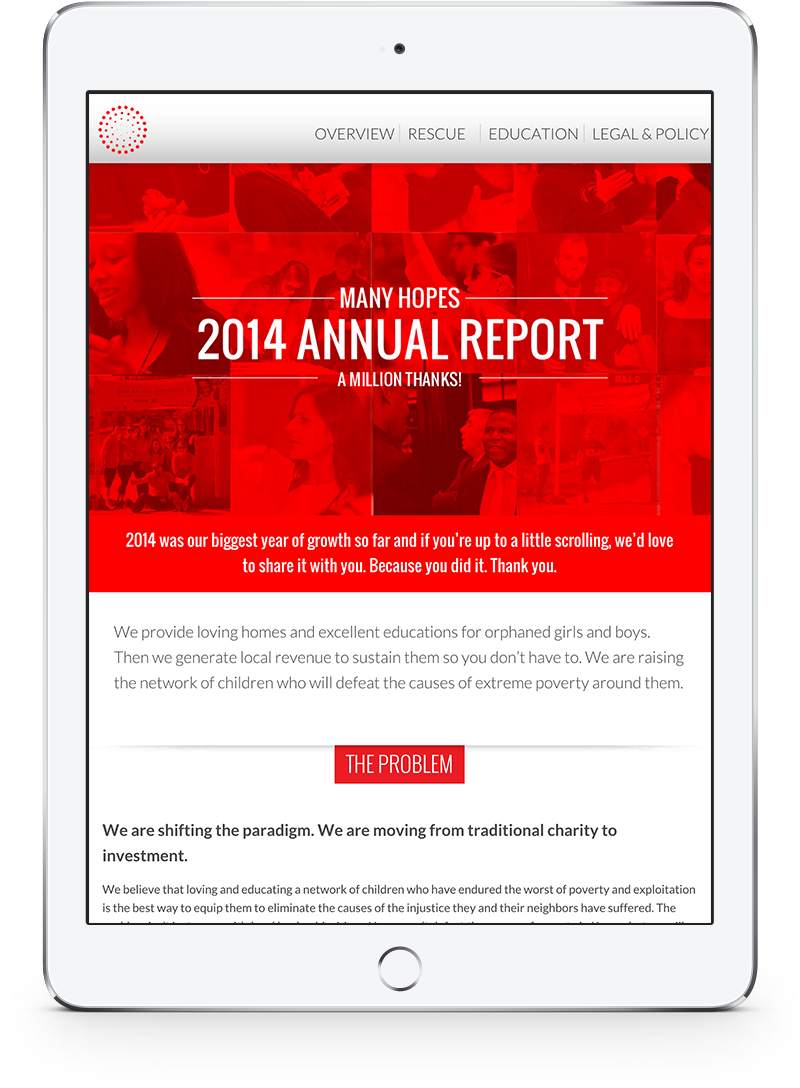 OVERVIEW RESCUE EDUCATION LEGAL & POLICY
MANY HOPES
2014 ANNUAL REPORT
A MILLION THANKS!
2014 was our biggest year of growth so far and if you're up to a little scrolling, we'd love
to share it with you. Because you did it. Thank you.
We provide loving homes and excellent educations for orphaned girls and boys.
Then we generate local revenue to sustain them so you don't have to. We are raising
the network of children who will defeat the causes of extreme poverty around them.
THE PROBLEM
We are shifting the paradigm. We are moving from traditional charity to
investment.
We believe that loving and educating a network of children who have endured the worst of poverty and exploitation
is the best way to equip them to eliminate the causes of the injustice they and their neighbors have suffered. The